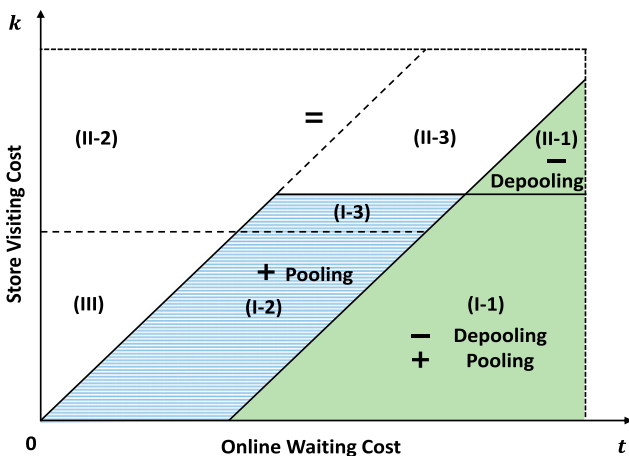 k
=
(II-2)
(II-3)
(II-1)
−
Depooling
(I-3)
Store Visiting Cost
+ Pooling
(III)
(I-2)
(I-1)
− Depooling
+ Pooling
0
Online Waiting Cost
t